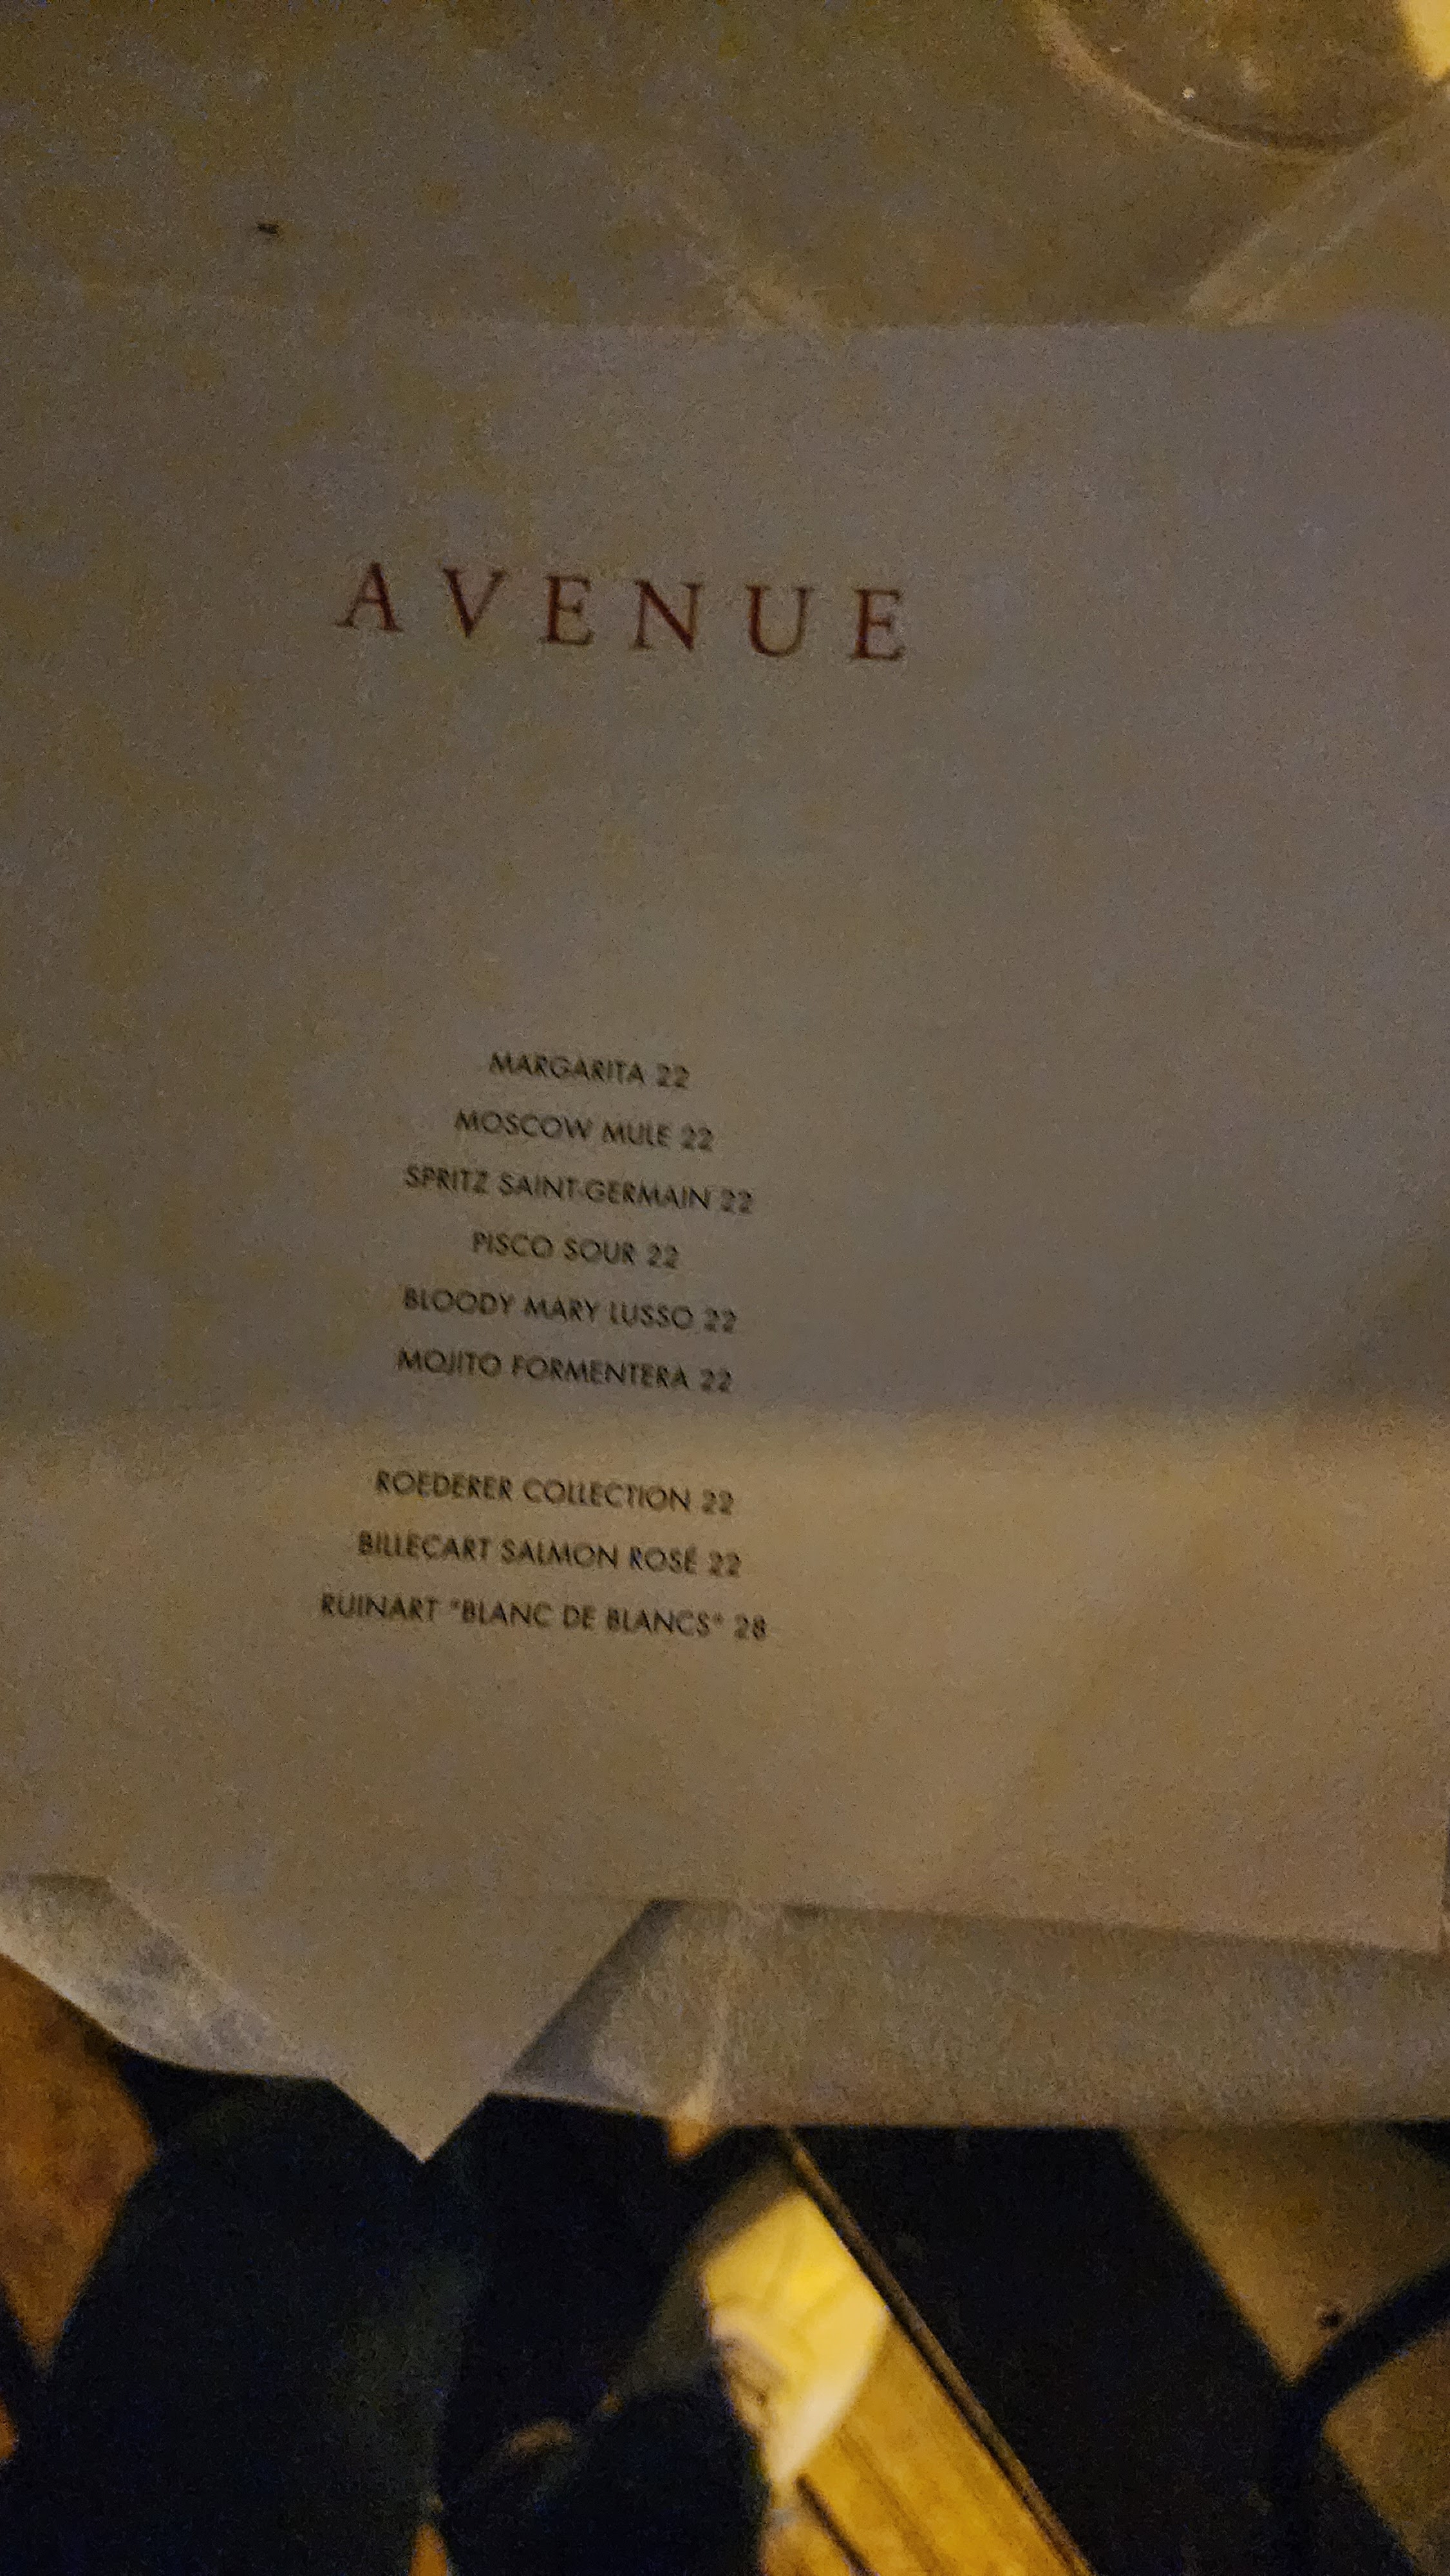 AVENUE
MARGARITA 22
MOSCOW MULE 22
SPRITZ SAINT-GERMAIN 22
PISCO SOUR 22
BLOODY MARY LUSSO 22
MOJITO FORMENTERA 22
ROEDERER COLLECTION 22
BILLECART SALMON ROSÉ 22
RUINART "BLANC DE BLANCS" 28